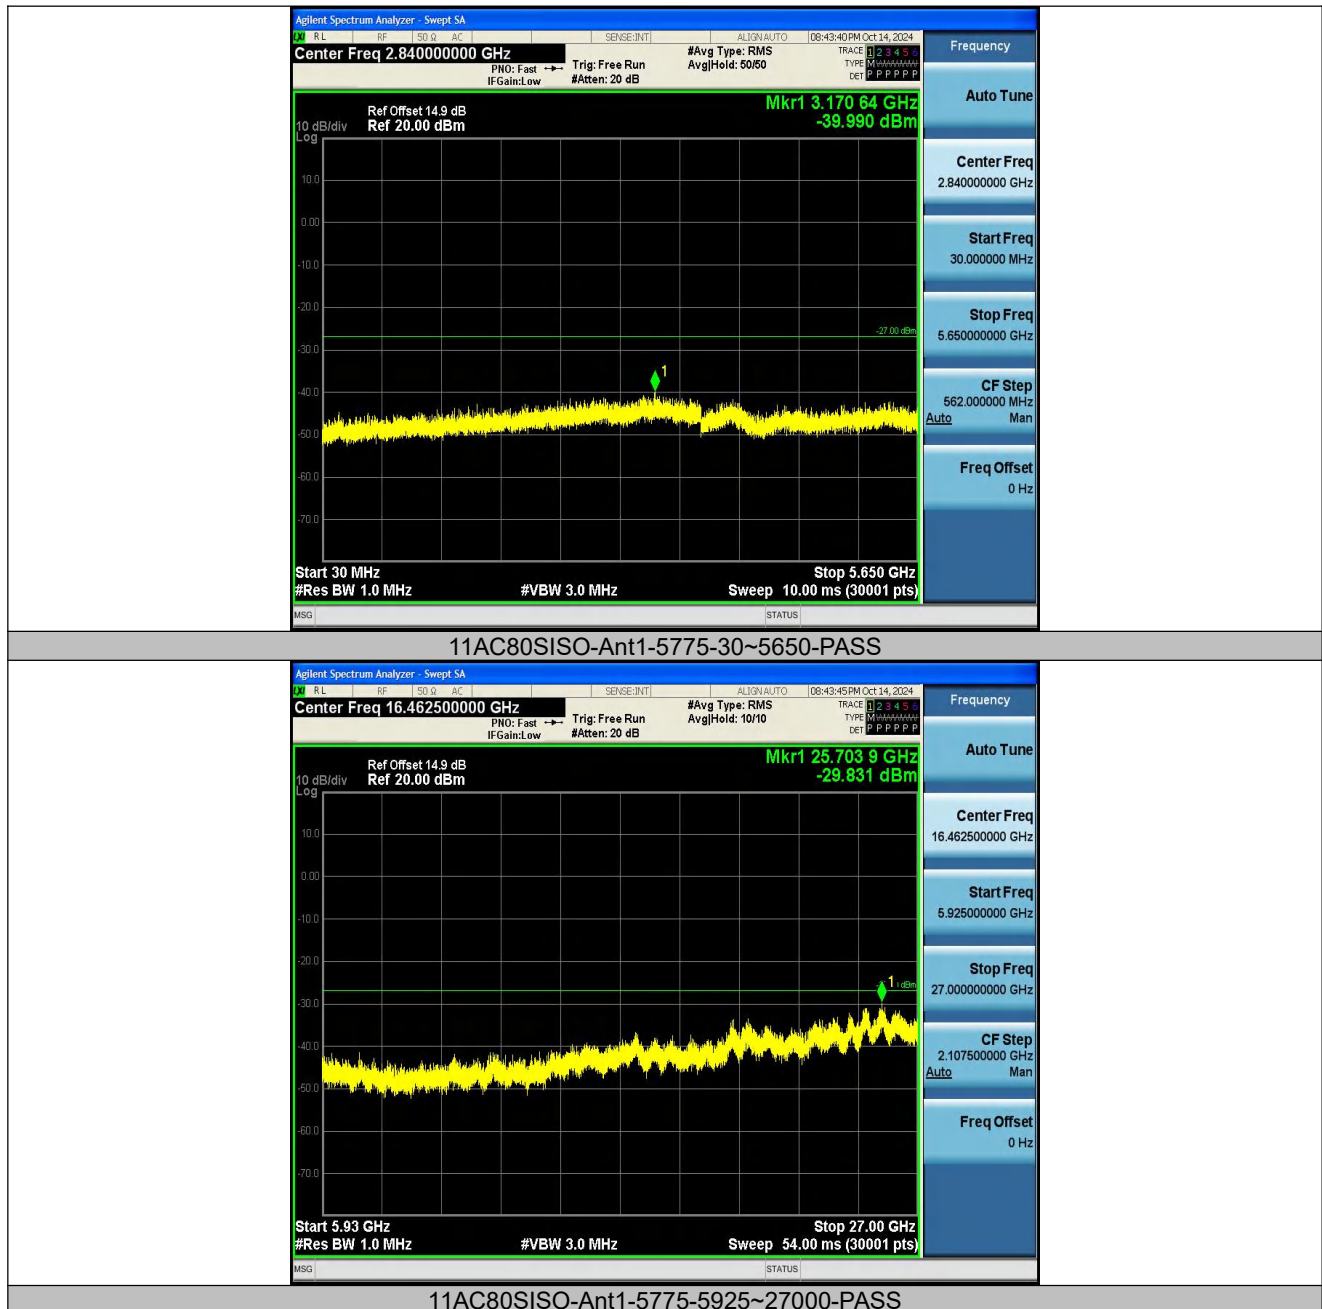 Agilent Spectrum Analyzer - Swept SA
LXI RL RF 50 Ω AC SENSE:INT ALIGN AUTO 08:43:40 PM Oct 14, 2024
Center Freq 2.840000000 GHz
PNO: Fast
IFGain:Low
Trig: Free Run
#Atten: 20 dB
#Avg Type: RMS
Avg|Hold: 50/50
TRACE 1 2 3 4 5 6
TYPE M W W W W W
DET P P P P P P
Mkr1 3.170 64 GHz
-39.990 dBm
Ref Offset 14.9 dB
10 dB/div Ref 20.00 dBm
Log
10.0
0.00
-10.0
-20.0
-27.00 dBm
-30.0
1
-40.0
-50.0
-60.0
-70.0
Start 30 MHz Stop 5.650 GHz
#Res BW 1.0 MHz #VBW 3.0 MHz Sweep 10.00 ms (30001 pts)
MSG STATUS
Frequency
Auto Tune
Center Freq
2.840000000 GHz
Start Freq
30.000000 MHz
Stop Freq
5.650000000 GHz
CF Step
562.000000 MHz
Auto Man
Freq Offset
0 Hz
11AC80SISO-Ant1-5775-30~5650-PASS
Agilent Spectrum Analyzer - Swept SA
LXI RL RF 50 Ω AC SENSE:INT ALIGN AUTO 08:43:45 PM Oct 14, 2024
Center Freq 16.462500000 GHz
PNO: Fast
IFGain:Low
Trig: Free Run
#Atten: 20 dB
#Avg Type: RMS
Avg|Hold: 10/10
TRACE 1 2 3 4 5 6
TYPE M W W W W W
DET P P P P P P
Mkr1 25.703 9 GHz
-29.831 dBm
Ref Offset 14.9 dB
10 dB/div Ref 20.00 dBm
Log
10.0
0.00
-10.0
-20.0
1
dBm
-30.0
-40.0
-50.0
-60.0
-70.0
Start 5.93 GHz Stop 27.00 GHz
#Res BW 1.0 MHz #VBW 3.0 MHz Sweep 54.00 ms (30001 pts)
MSG STATUS
Frequency
Auto Tune
Center Freq
16.462500000 GHz
Start Freq
5.925000000 GHz
Stop Freq
27.000000000 GHz
CF Step
2.107500000 GHz
Auto Man
Freq Offset
0 Hz
11AC80SISO-Ant1-5775-5925~27000-PASS